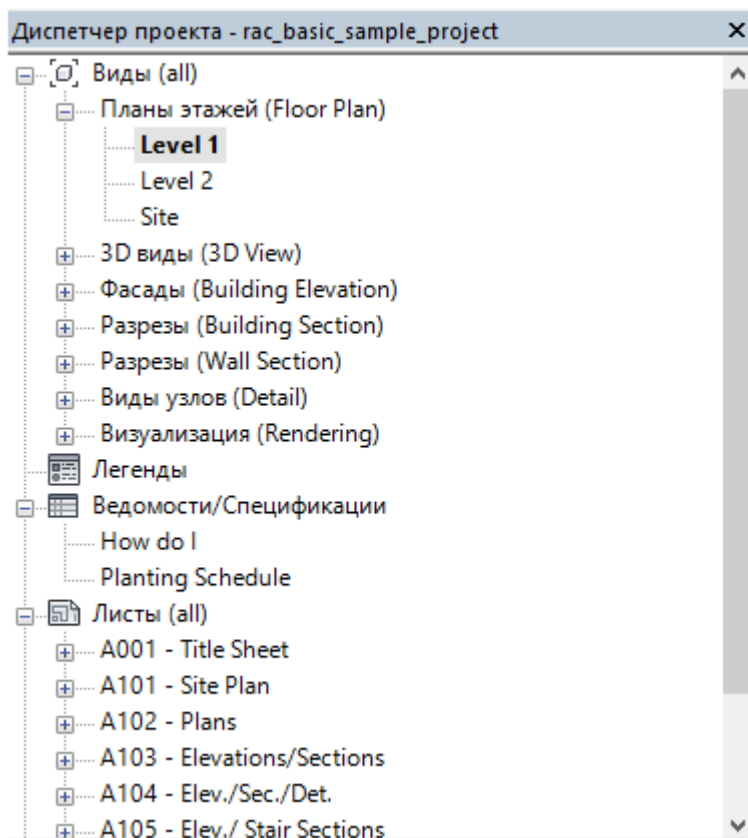 Диспетчер проекта - rac_basic_sample_project
Виды (all)
Планы этажей (Floor Plan)
Level 1
Level 2
Site
3D виды (3D View)
Фасады (Building Elevation)
Разрезы (Building Section)
Разрезы (Wall Section)
Виды узлов (Detail)
Визуализация (Rendering)
Легенды
Ведомости/Спецификации
How do I
Planting Schedule
Листы (all)
A001 - Title Sheet
A101 - Site Plan
A102 - Plans
A103 - Elevations/Sections
A104 - Elev./Sec./Det.
A105 - Elev./ Stair Sections